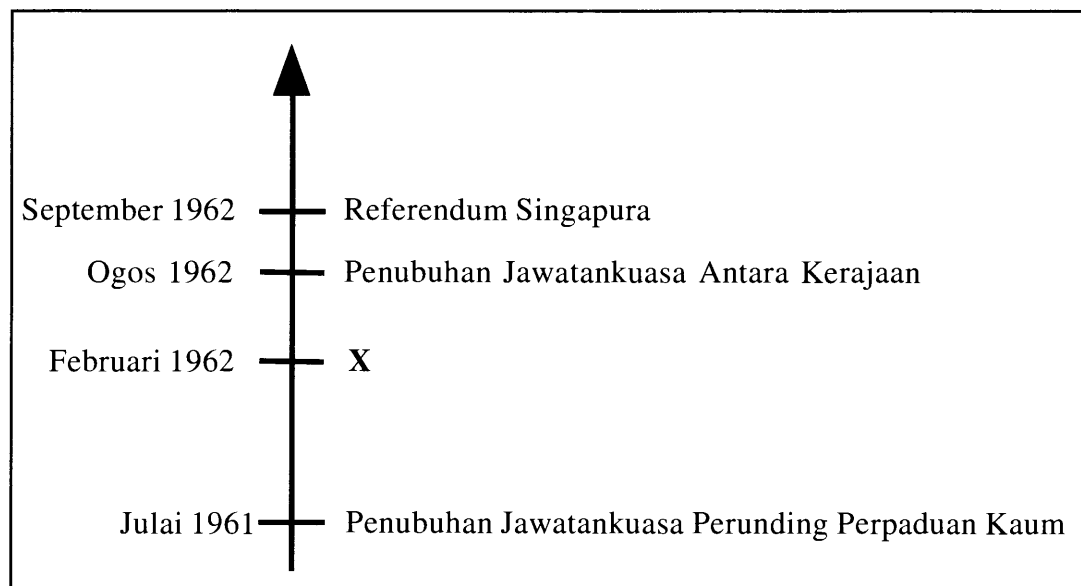 September 1962 Referendum Singapura
Ogos 1962 Penubuhan Jawatankuasa Antara Kerajaan
Februari 1962 X
Julai 1961 Penubuhan Jawatankuasa Perunding Perpaduan Kaum